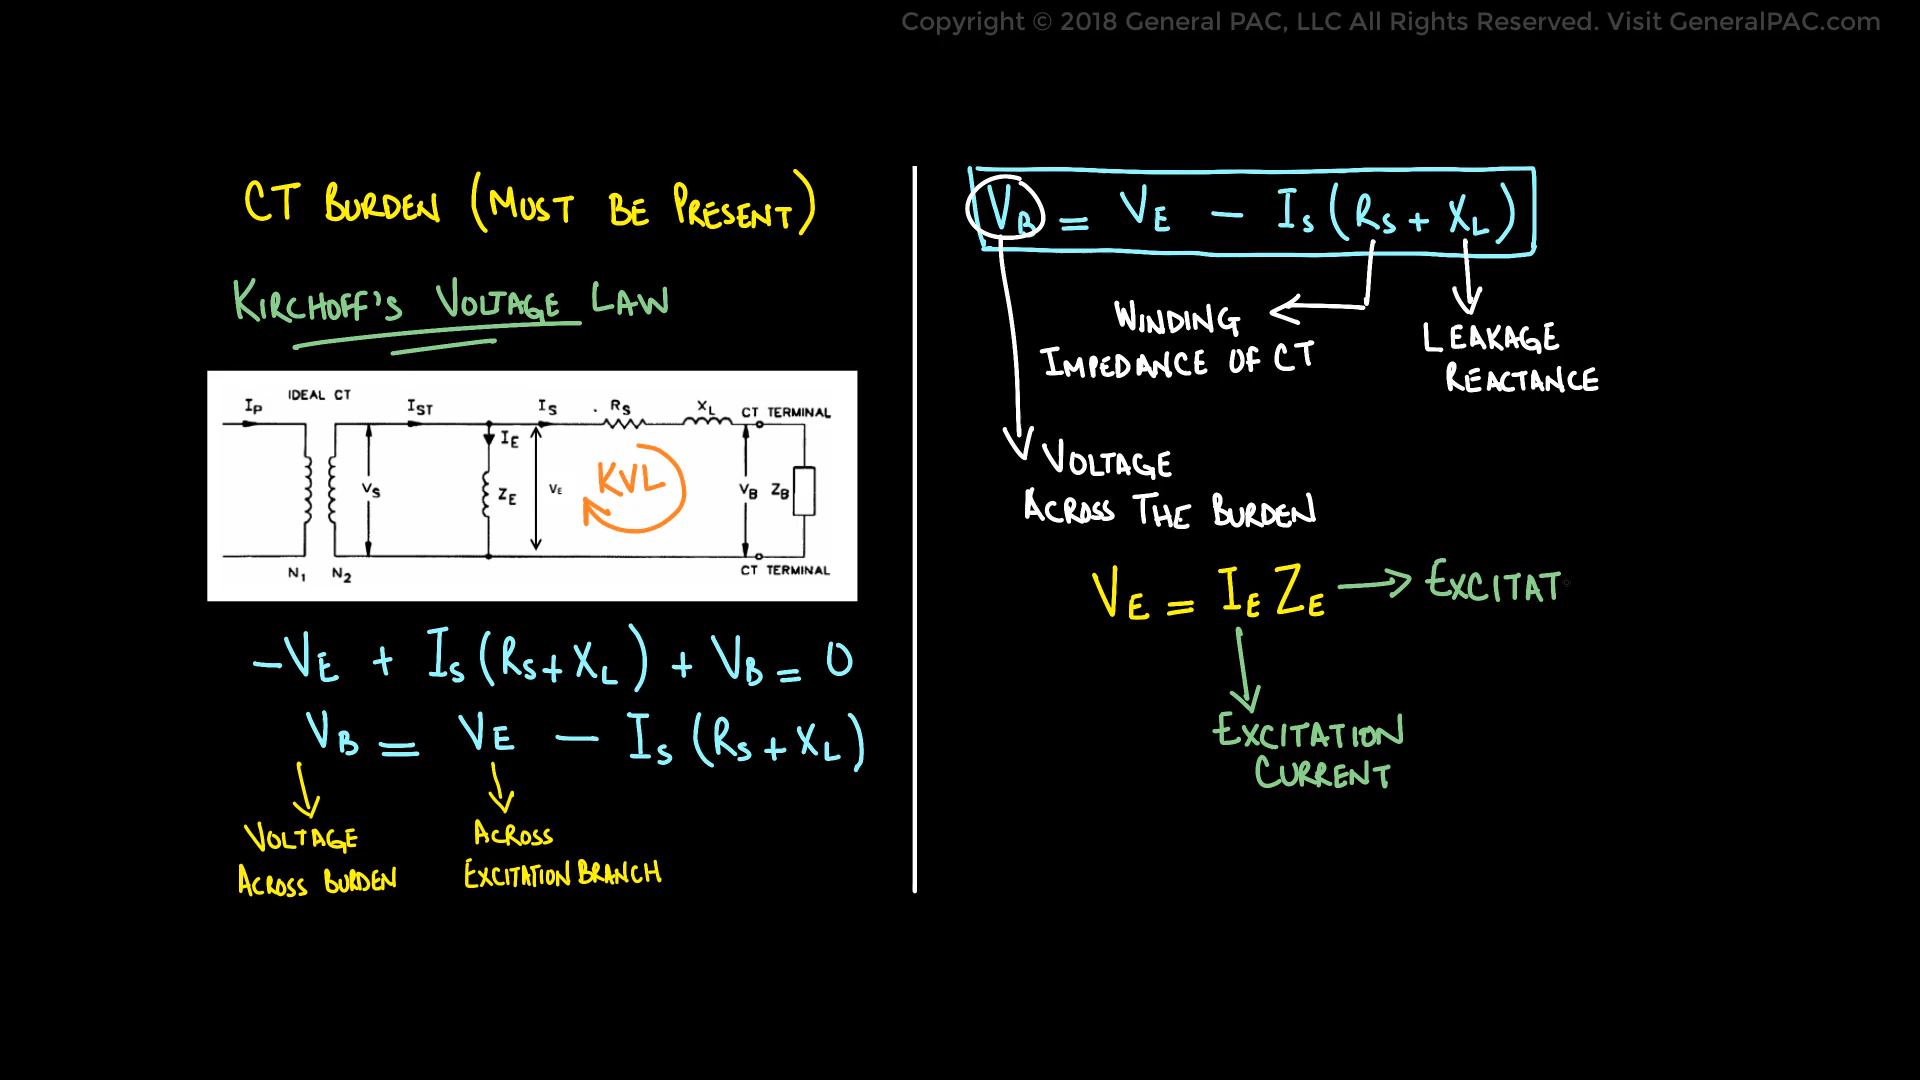 Copyright © 2018 General PAC, LLC All Rights Reserved. Visit GeneralPAC.com
CT BURDEN (MUST BE PRESENT)
KIRCHOFF'S VOLTAGE LAW
IDEAL CT
IP
IST
IS
RS
XL
CT TERMINAL
IE
KVL
VS
ZE
VE
VB
ZB
N1
N2
CT TERMINAL
-VE + IS (RS+XL) + VB = 0
VB = VE - IS (RS+XL)
VOLTAGE
ACROSS BURDEN
ACROSS
EXCITATION BRANCH
VB = VE - IS (RS + XL)
WINDING
IMPEDANCE OF CT
LEAKAGE
REACTANCE
VOLTAGE
ACROSS THE BURDEN
VE = IE ZE → EXCITAT
EXCITATION
CURRENT